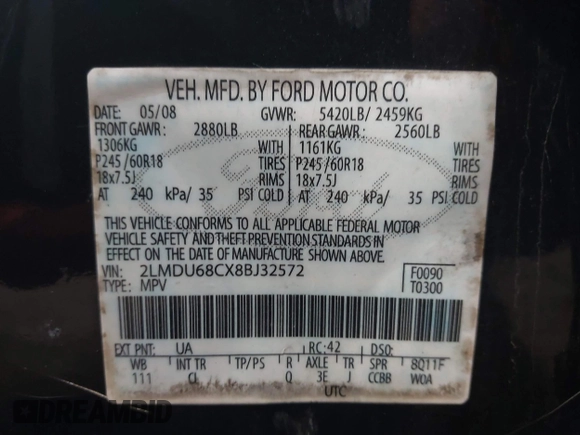 VEH. MFD. BY FORD MOTOR CO.
DATE: 05/08 GVWR: 5420LB/ 2459KG
FRONT GAWR: 2880LB REAR GAWR: 2560LB
1306KG WITH 1161KG WITH
P245/60R18 TIRES P245/60R18 TIRES
18x7.5J RIMS 18x7.5J RIMS
AT 240 kPa/ 35 PSI COLD AT 240 kPa/ 35 PSI COLD
THIS VEHICLE CONFORMS TO ALL APPLICABLE FEDERAL MOTOR
VEHICLE SAFETY AND THEFT PREVENTION STANDARDS IN
EFFECT ON THE DATE OF MANUFACTURE SHOWN ABOVE.
VIN: 2LMDU68CX8BJ32572 F0090
TYPE: MPV T0300
EXT PNT: UA RC: 42 DSO:
WB INT TR TP/PS R AXLE TR SPR 8Q11F
111 CL Q 3E J CCBB WOA
UTC
DREAMBID